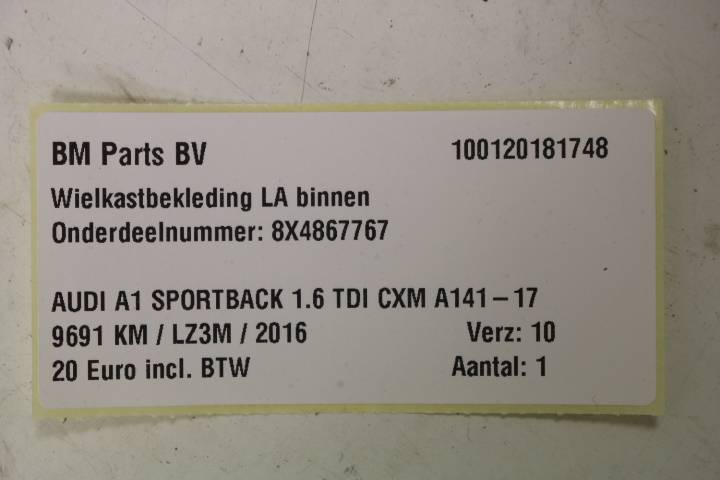 BM Parts BV 100120181748
Wielkastbekleding LA binnen
Onderdeelnummer: 8X4867767
AUDI A1 SPORTBACK 1.6 TDI CXM A141-17
9691 KM / LZ3M / 2016 Verz: 10
20 Euro incl. BTW Aantal: 1